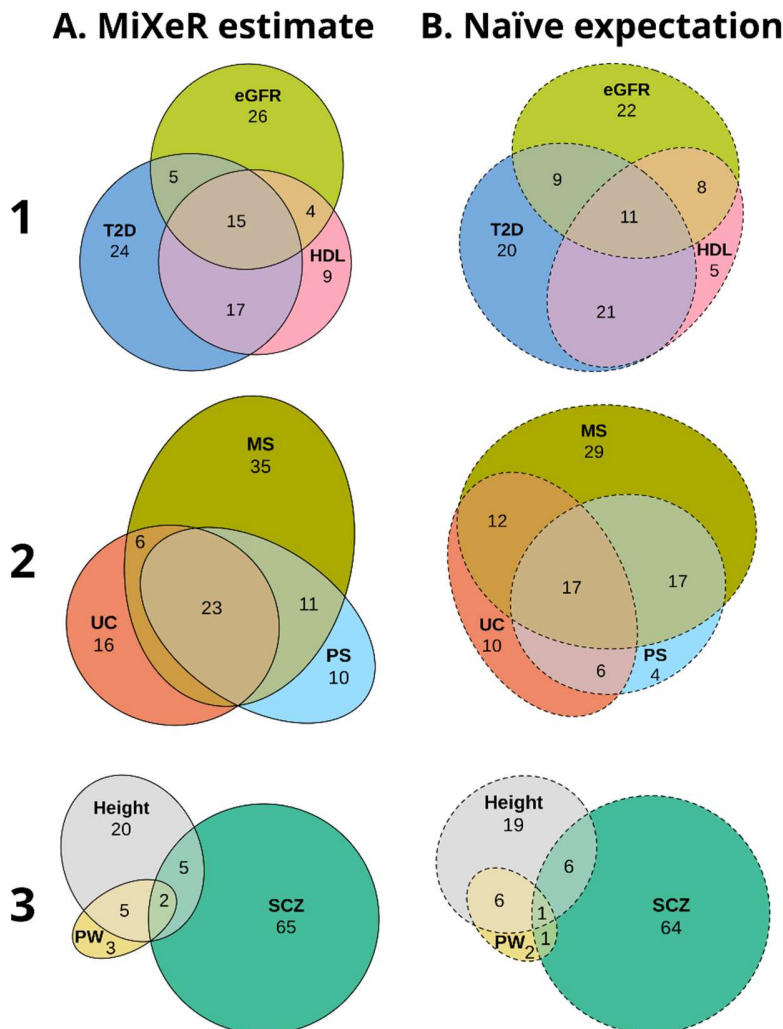 A. MiXeR estimate
B. Naïve expectation
1
eGFR
26
5
15
4
T2D
24
HDL
9
17
eGFR
22
9
8
11
T2D
20
HDL
5
21
2
MS
35
6
23
11
UC
16
PS
10
MS
29
12
17
17
UC
10
PS
4
6
3
Height
20
5
2
5
PW
3
SCZ
65
Height
19
6
6
1
1
PW
2
SCZ
64